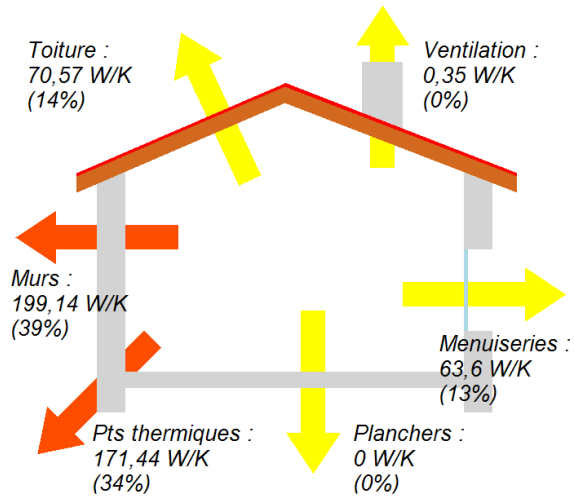 Toiture :
70,57 W/K
(14%)
Ventilation :
0,35 W/K
(0%)
Murs :
199,14 W/K
(39%)
Menuiseries :
63,6 W/K
(13%)
Pts thermiques :
171,44 W/K
(34%)
Planchers :
0 W/K
(0%)